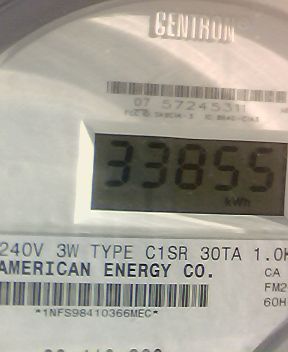 CENTRON
07 57245311
33855
kWh
240V 3W TYPE C1SR 30TA 1.0K
AMERICAN ENERGY CO.
CA
FM2
60H
*1NFS98410366MEC*